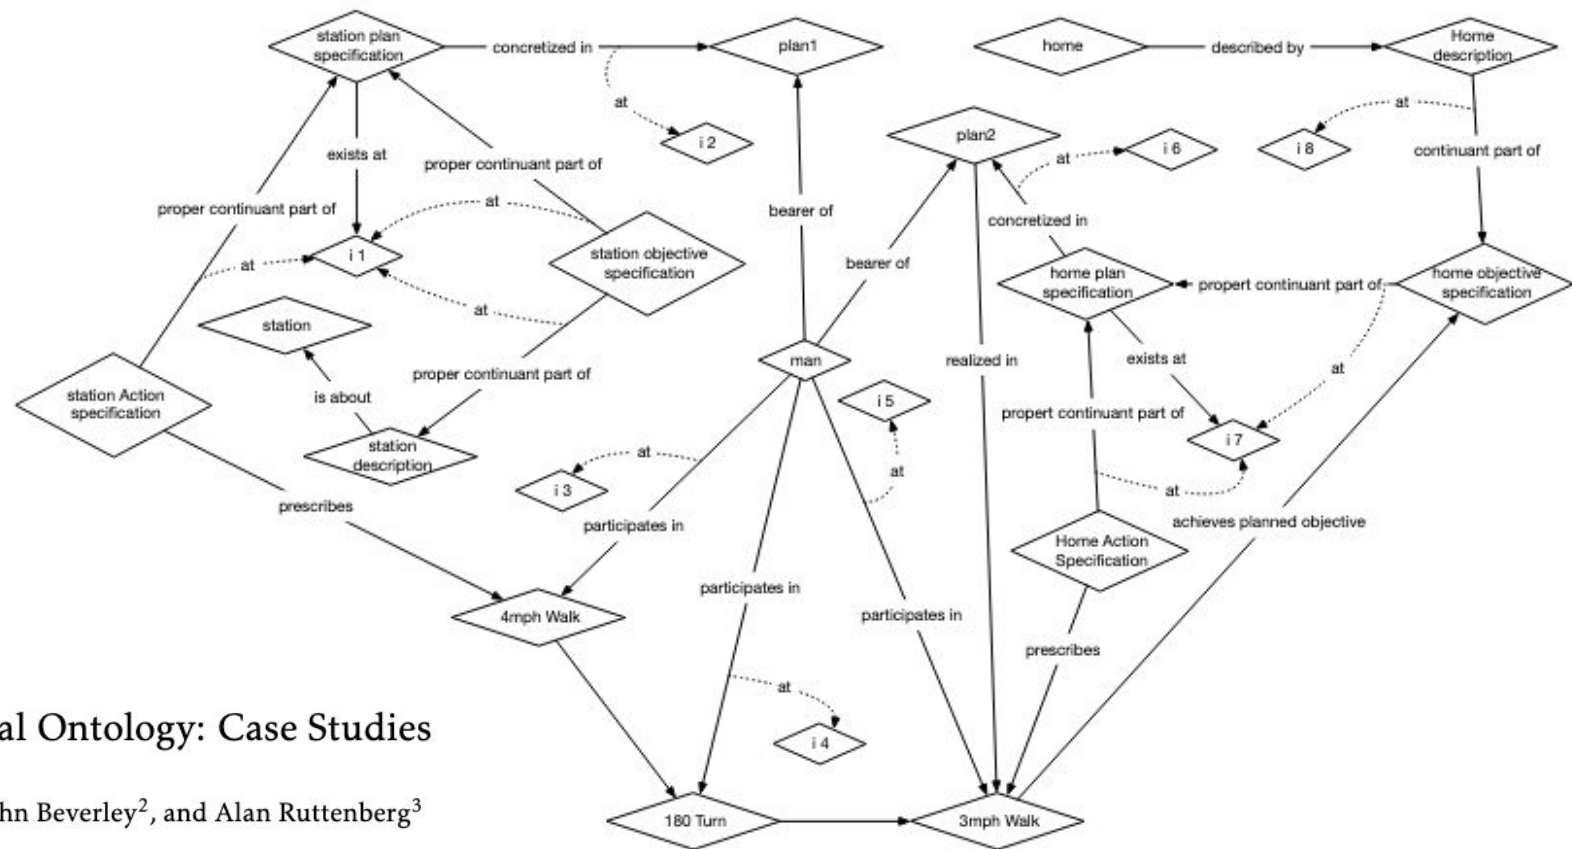 station plan
specification
concretized in
plan1
home
described by
Home
description
at
i 2
plan2
at
i 6
at
i 8
continuant part of
exists at
proper continuant part of
proper continuant part of
at
bearer of
concretized in
at
i 1
station objective
specification
bearer of
home plan
specification
propert continuant part of
home objective
specification
station
at
man
realized in
exists at
at
station Action
specification
is about
proper continuant part of
i 5
propert continuant part of
i 7
station
description
at
at
i 3
at
prescribes
participates in
achieves planned objective
Home Action
Specification
participates in
participates in
4mph Walk
prescribes
at
i 4
al Ontology: Case Studies
hn Beverley², and Alan Ruttenberg³
180 Turn
3mph Walk